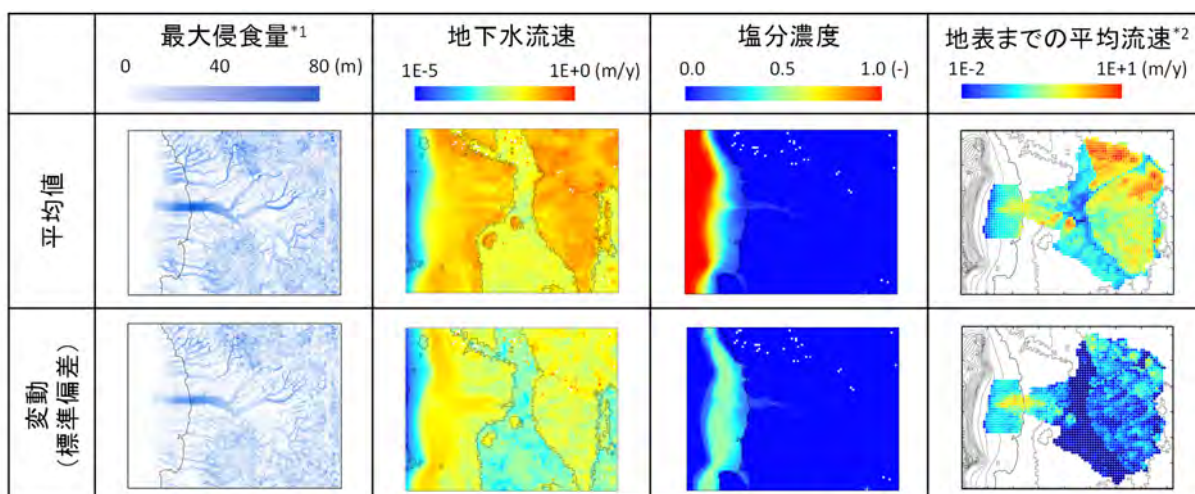 最大侵食量*1
0 40 80 (m)
地下水流速
1E-5 1E+0 (m/y)
塩分濃度
0.0 0.5 1.0 (-)
地表までの平均流速*2
1E-2 1E+1 (m/y)
平均値
変動
(標準偏差)